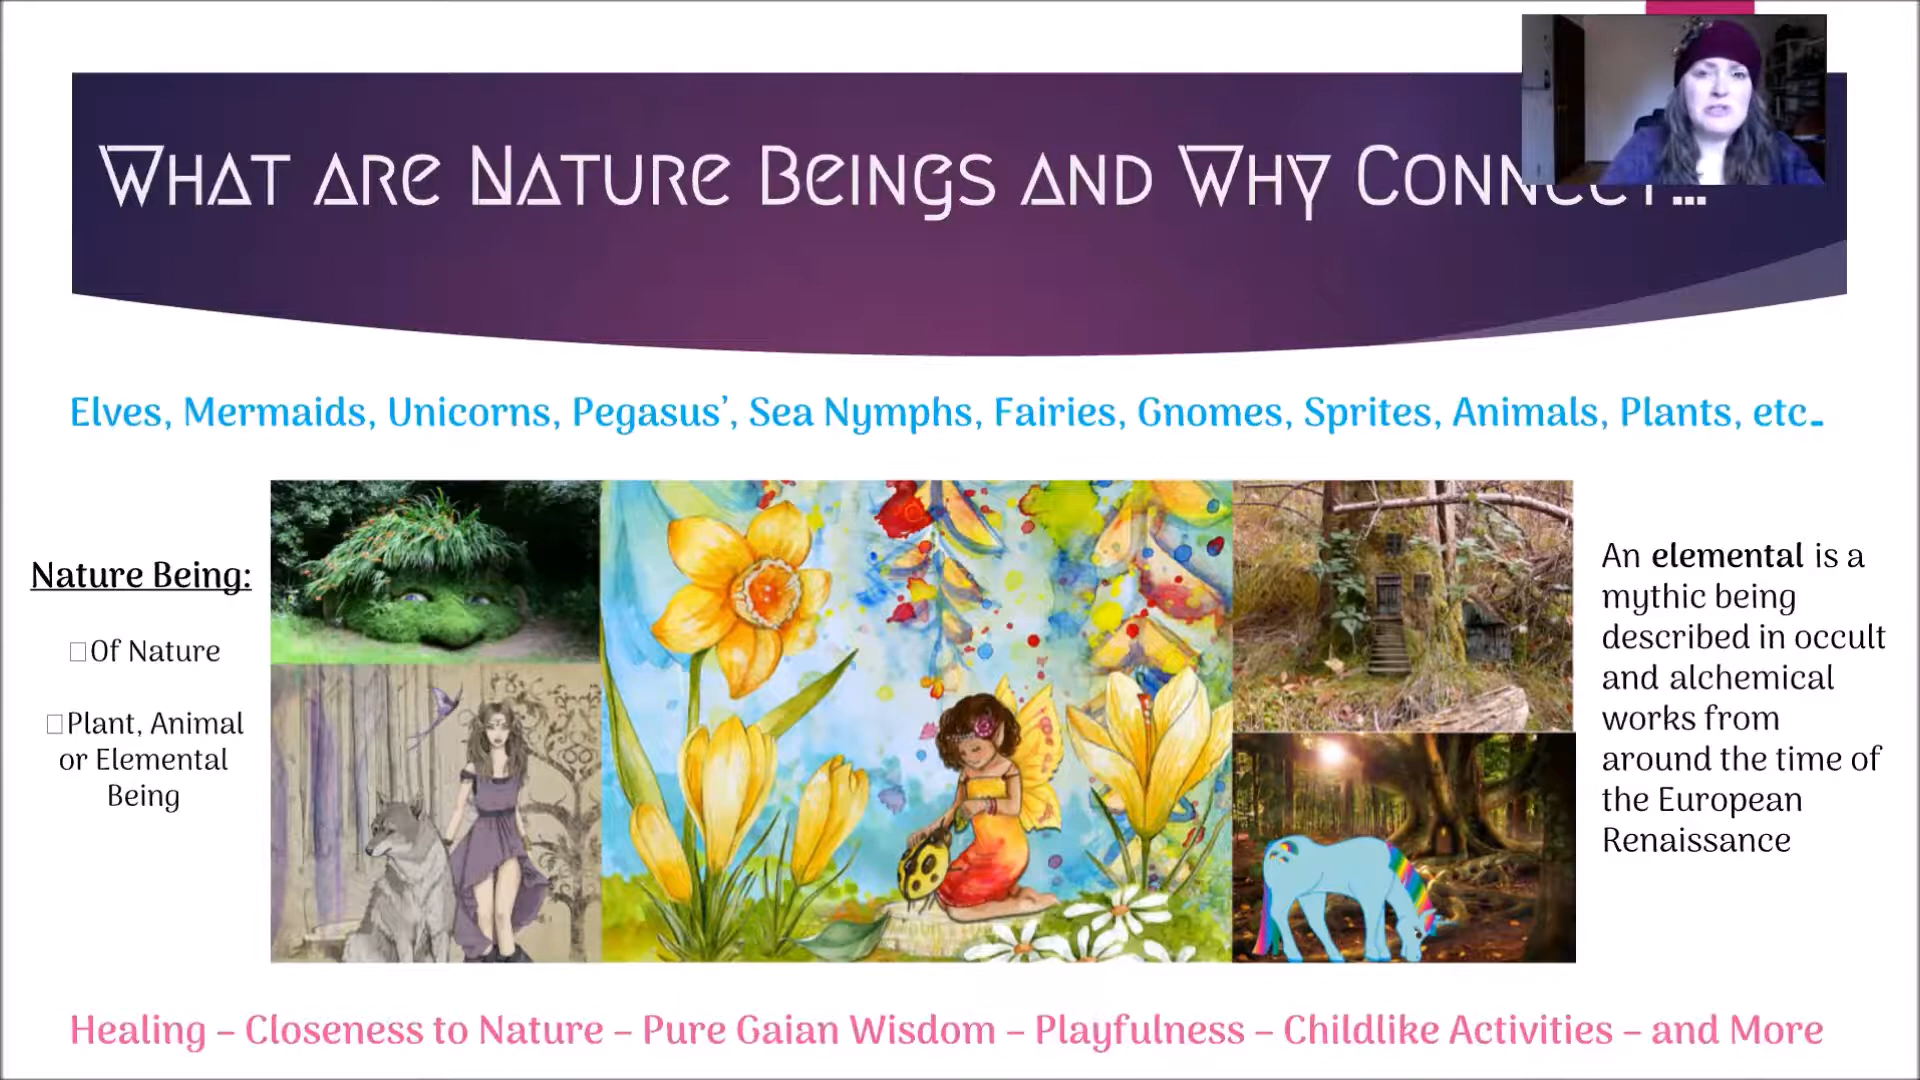 What are Nature Beings and Why Connect...
Elves, Mermaids, Unicorns, Pegasus’, Sea Nymphs, Fairies, Gnomes, Sprites, Animals, Plants, etc.
Nature Being:
Of Nature
Plant, Animal
or Elemental
Being
An elemental is a
mythic being
described in occult
and alchemical
works from
around the time of
the European
Renaissance
Healing – Closeness to Nature – Pure Gaian Wisdom – Playfulness – Childlike Activities – and More